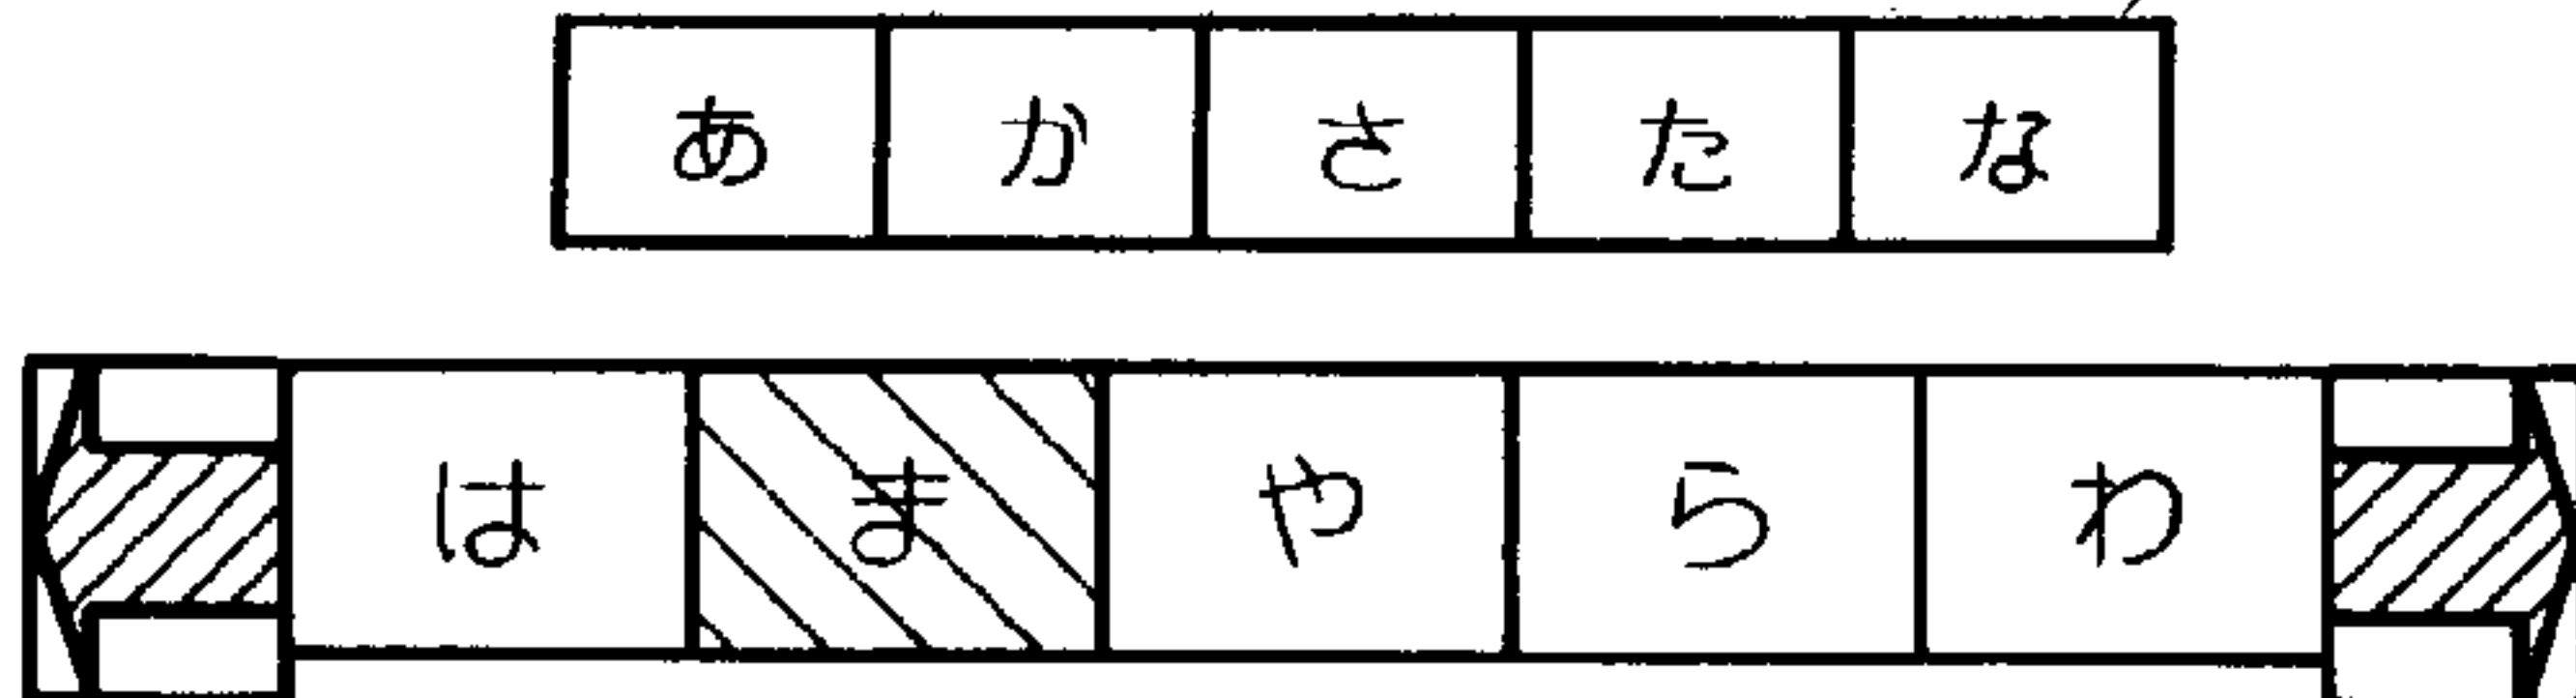 あ か さ た な
は ま や ら わ